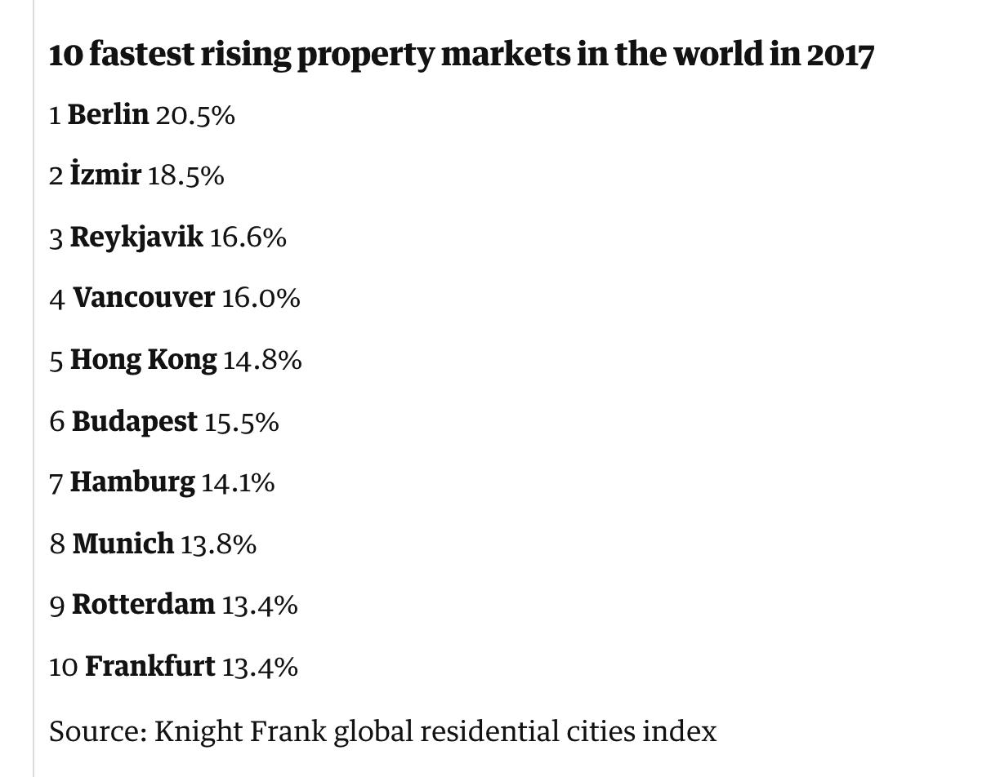 10 fastest rising property markets in the world in 2017
1 Berlin 20.5%
2 İzmir 18.5%
3 Reykjavik 16.6%
4 Vancouver 16.0%
5 Hong Kong 14.8%
6 Budapest 15.5%
7 Hamburg 14.1%
8 Munich 13.8%
9 Rotterdam 13.4%
10 Frankfurt 13.4%
Source: Knight Frank global residential cities index